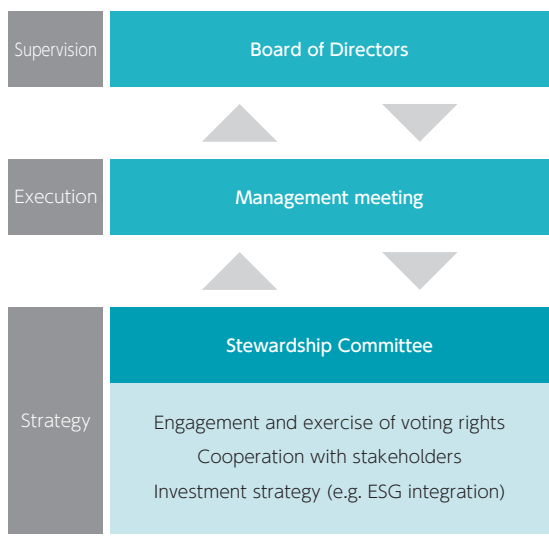 Supervision
Board of Directors
Execution
Management meeting
Strategy
Stewardship Committee
Engagement and exercise of voting rights
Cooperation with stakeholders
Investment strategy (e.g. ESG integration)